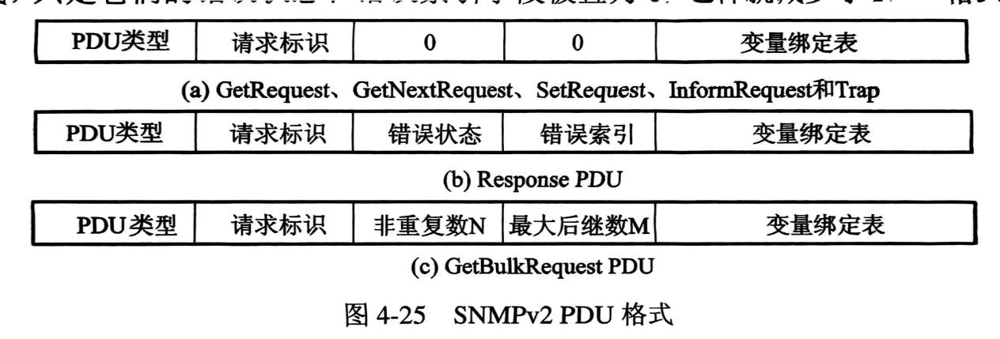 PDU类型 请求标识 0 0 变量绑定表
(a) GetRequest、GetNextRequest、SetRequest、InformRequest和Trap
PDU类型 请求标识 错误状态 错误索引 变量绑定表
(b) Response PDU
PDU类型 请求标识 非重复数N 最大后继数M 变量绑定表
(c) GetBulkRequest PDU
图 4-25 SNMPv2 PDU 格式